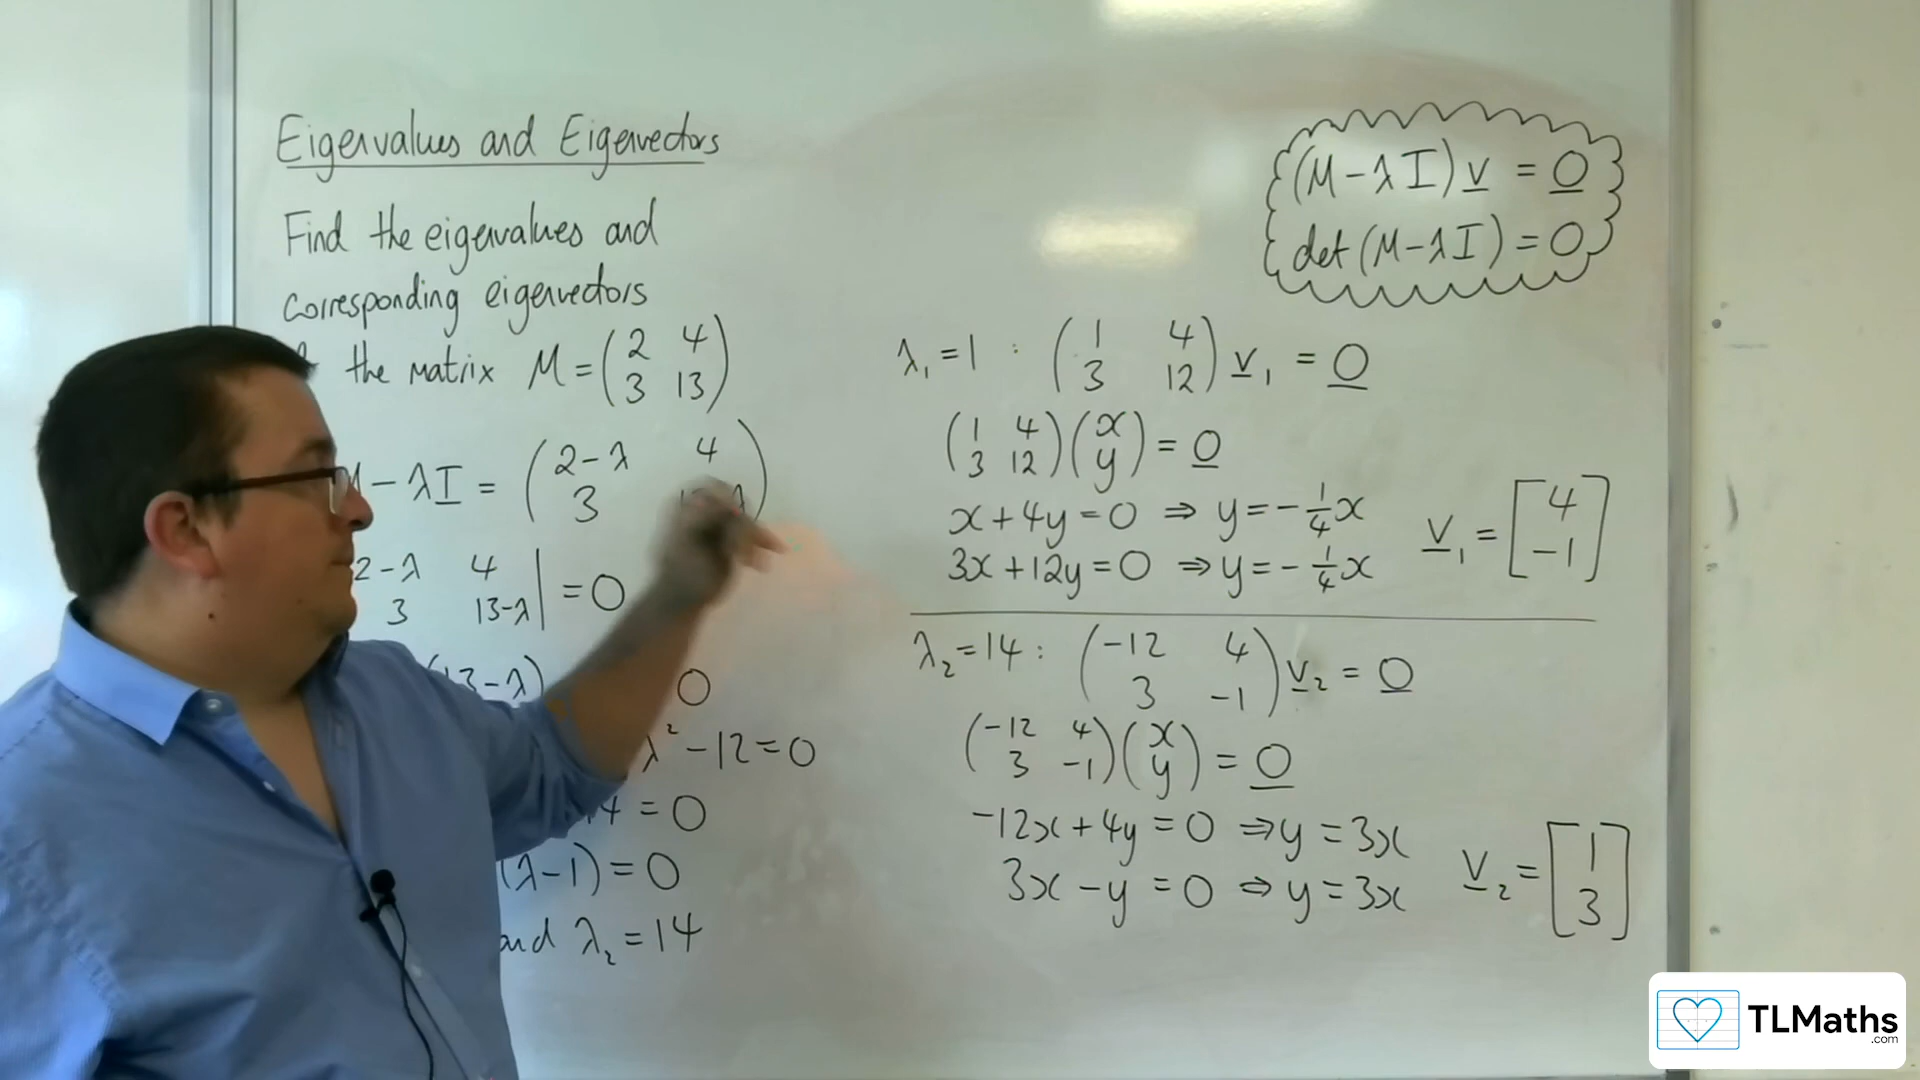 Eigenvalues and Eigenvectors
Find the eigenvalues and
corresponding eigenvectors
the matrix M = (2 4
3 13)
- λI = (2-λ 4
3
2-λ 4
3 13-λ| = 0
3-λ) 0
λ² -12=0
4 = 0
(λ-1) = 0
and λ₂ = 14
(M-λI)v = 0
det(M-λI) = 0
λ₁ = 1 : (1 4
3 12) v₁ = 0
(1 4
3 12)(x
y) = 0
x+4y=0 ⇒ y=-1/4x
3x+12y=0 ⇒ y=-1/4x
v₁ = [4
-1]
λ₂=14: (-12 4
3 -1) v₂ = 0
(-12 4
3 -1)(x
y) = 0
-12x+4y = 0 ⇒ y = 3x
3x-y = 0 ⇒ y = 3x
v₂ = [1
3]
TLMaths
.com